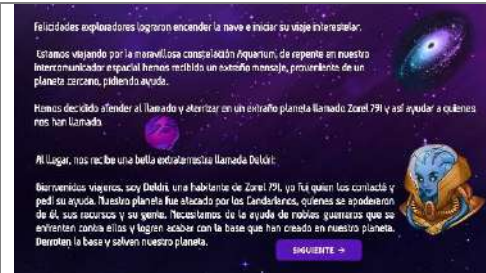 Felicidades exploradores lograron encender la nave e iniciar su viaje interestelar.
Estamos viajando por la maravillosa constelación Aquarium, de repente en nuestro
intercomunicador espacial hemos recibido un extraño mensaje, proveniente de un
planeta cercano, pidiendo ayuda.
Hemos decidido atender al llamado y aterrizar en un extraño planeta llamado Zorel 791 y así ayudar a quienes
nos han llamado.
Al llegar, nos recibe una bella extraterrestre llamada Deldri:
Bienvenidos viajeros, soy Deldri, una habitante de Zorel 791, yo fui quien los contactó y
pedí su ayuda. Nuestro planeta fue atacado por los Candorianos, quienes se apoderaron
de él, sus recursos y su gente. Necesitamos de la ayuda de nobles guerreros que se
enfrenten contra ellos y logren acabar con la base que han creado en nuestro planeta.
Derroten la base y salven nuestro planeta.
SIGUIENTE →